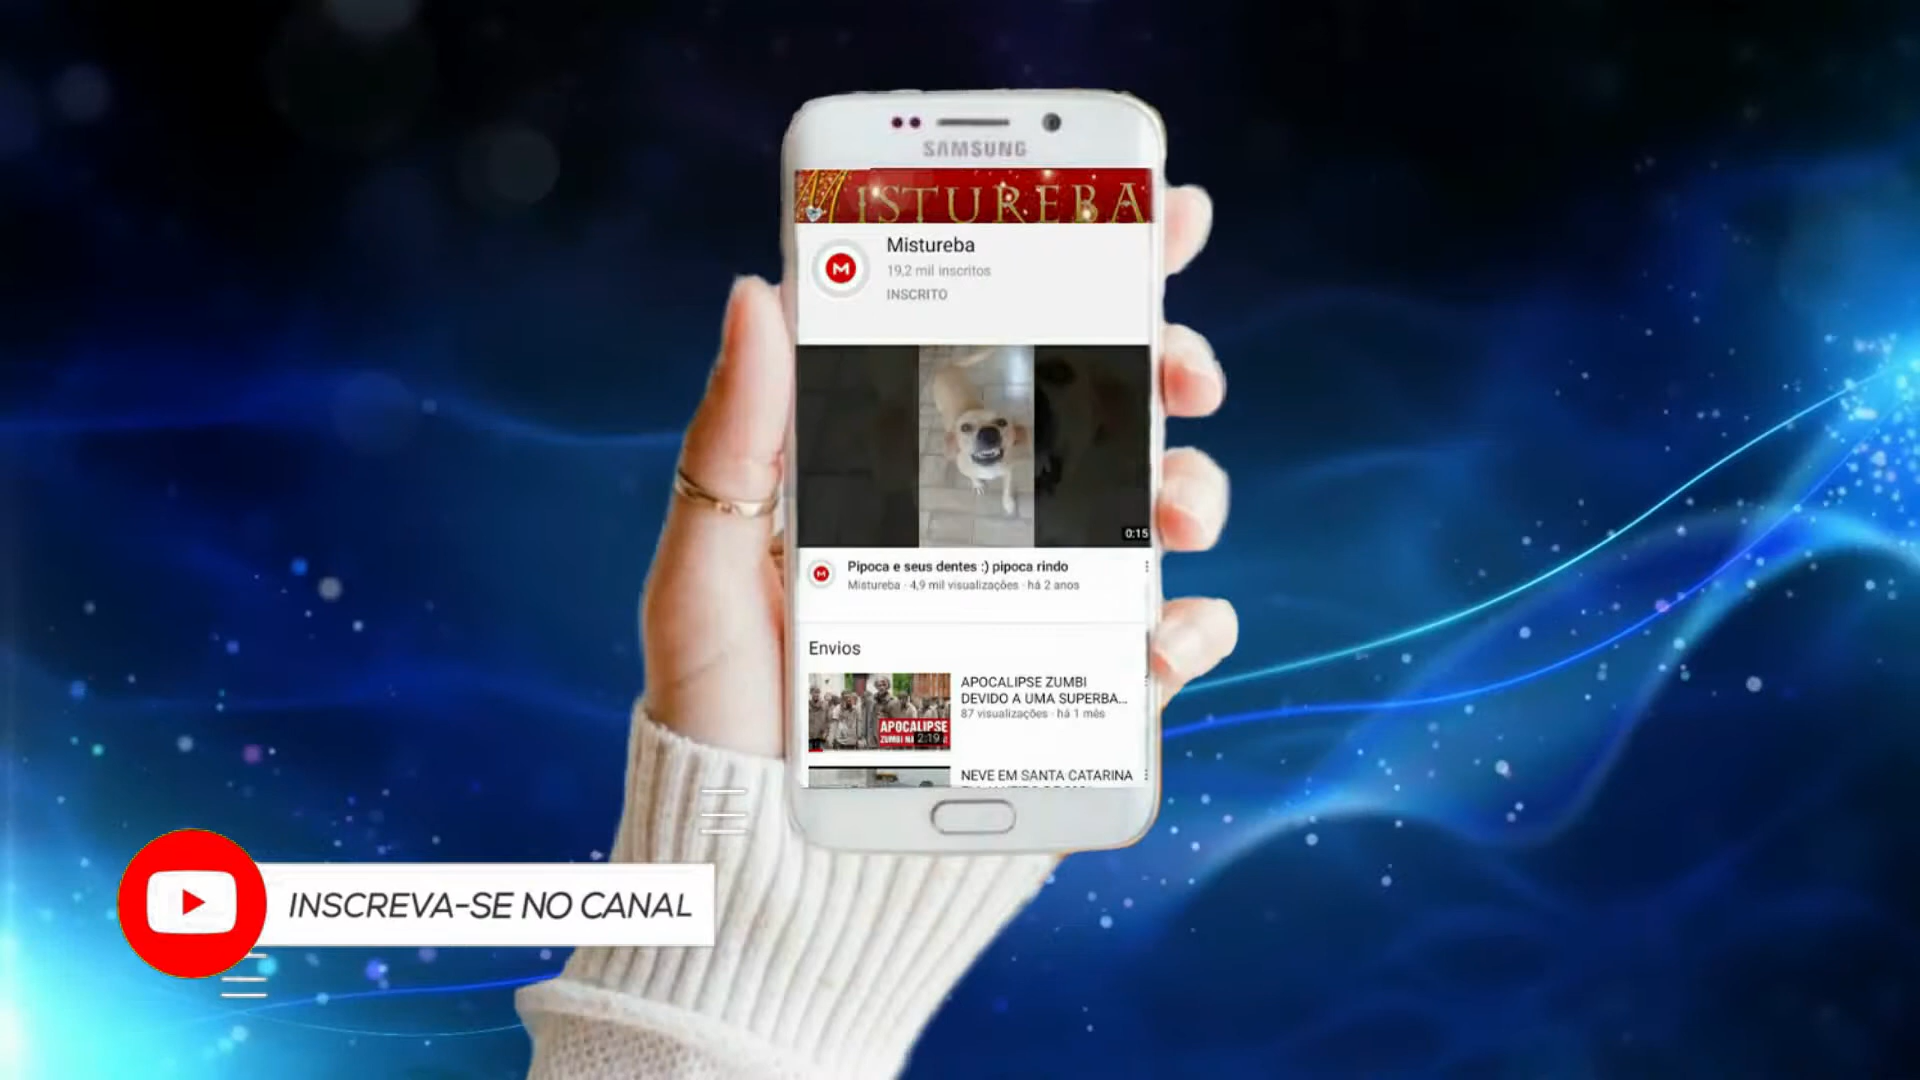 SAMSUNG
MISTUREBA
Mistureba
19,2 mil inscritos
INSCRITO
0:15
Pipoca e seus dentes :) pipoca rindo
Mistureba · 4,9 mil visualizações · há 2 anos
Envios
APOCALIPSE ZUMBI
DEVIDO A UMA SUPERBA...
87 visualizações · há 1 mês
APOCALIPSE
ZUMBI
2:19
NEVE EM SANTA CATARINA
INSCREVA-SE NO CANAL